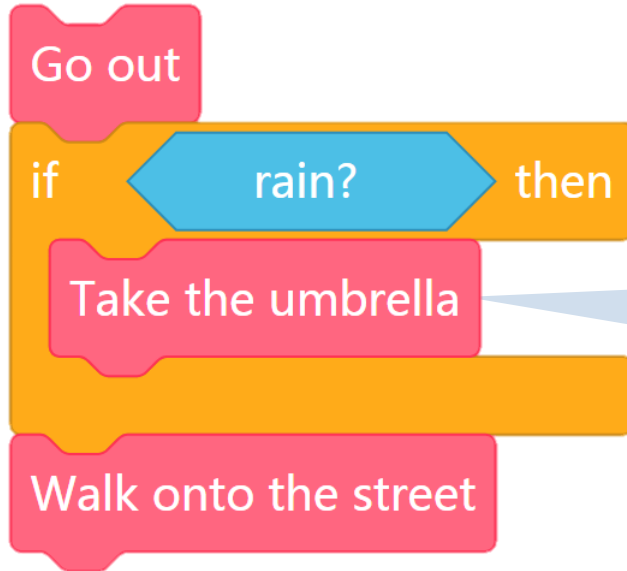 Go out
if rain? then
Take the umbrella
Walk onto the street